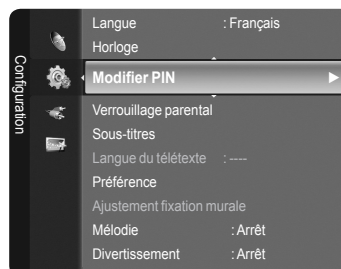 Configuration
Langue : Français
Horloge
Modifier PIN
Verrouillage parental
Sous-titres
Langue du télétexte : ----
Préférence
Ajustement fixation murale
Mélodie : Arrêt
Divertissement : Arrêt